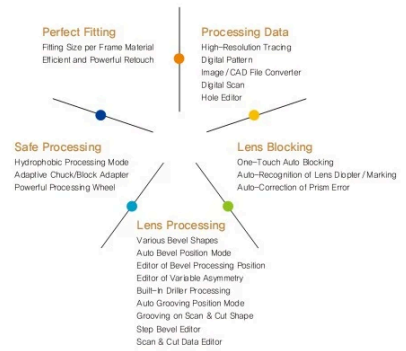 Perfect Fitting
Fitting Size per Frame Material
Efficient and Powerful Retouch
Processing Data
High-Resolution Tracing
Digital Pattern
Image/CAD File Converter
Digital Scan
Hole Editor
Safe Processing
Hydrophobic Processing Mode
Adaptive Chuck/Block Adapter
Powerful Processing Wheel
Lens Blocking
One-Touch Auto Blocking
Auto-Recognition of Lens Diopter/Marking
Auto-Correction of Prism Error
Lens Processing
Various Bevel Shapes
Auto Bevel Position Mode
Editor of Bevel Processing Position
Editor of Variable Asymmetry
Built-In Driller Processing
Auto Grooving Position Mode
Grooving on Scan & Cut Shape
Step Bevel Editor
Scan & Cut Data Editor